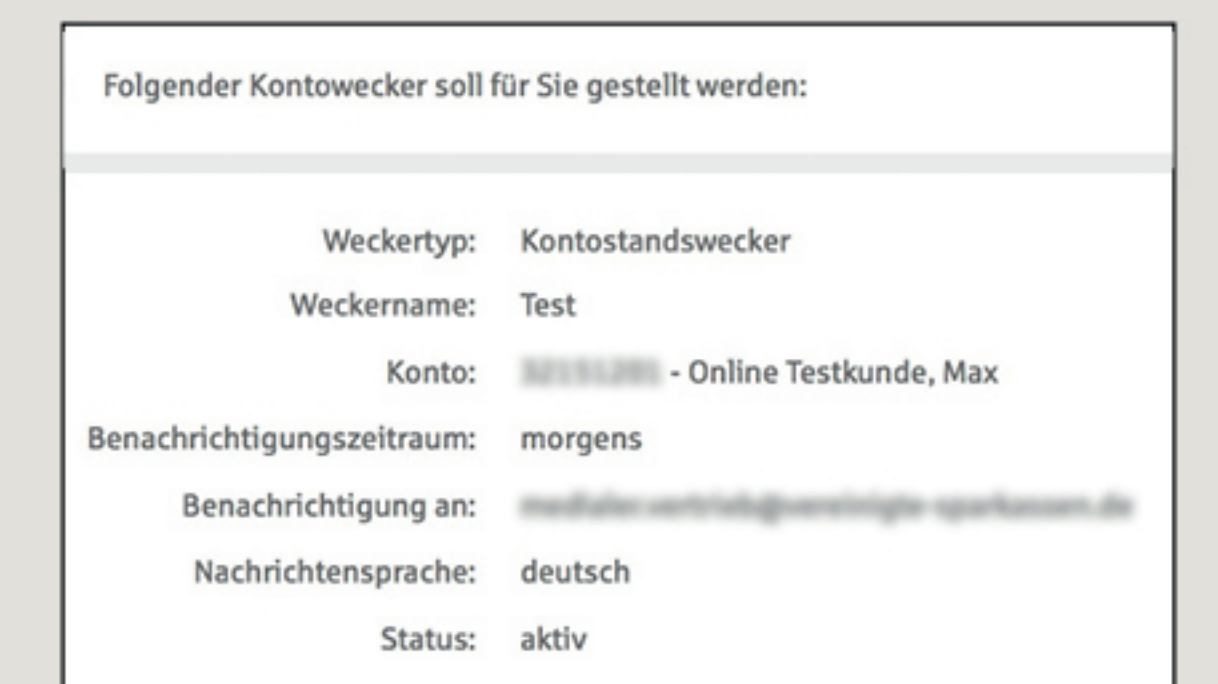 Folgender Kontowecker soll für Sie gestellt werden:
Weckertyp: Kontostandswecker
Weckername: Test
Konto: - Online Testkunde, Max
Benachrichtigungszeitraum: morgens
Benachrichtigung an:
Nachrichtensprache: deutsch
Status: aktiv